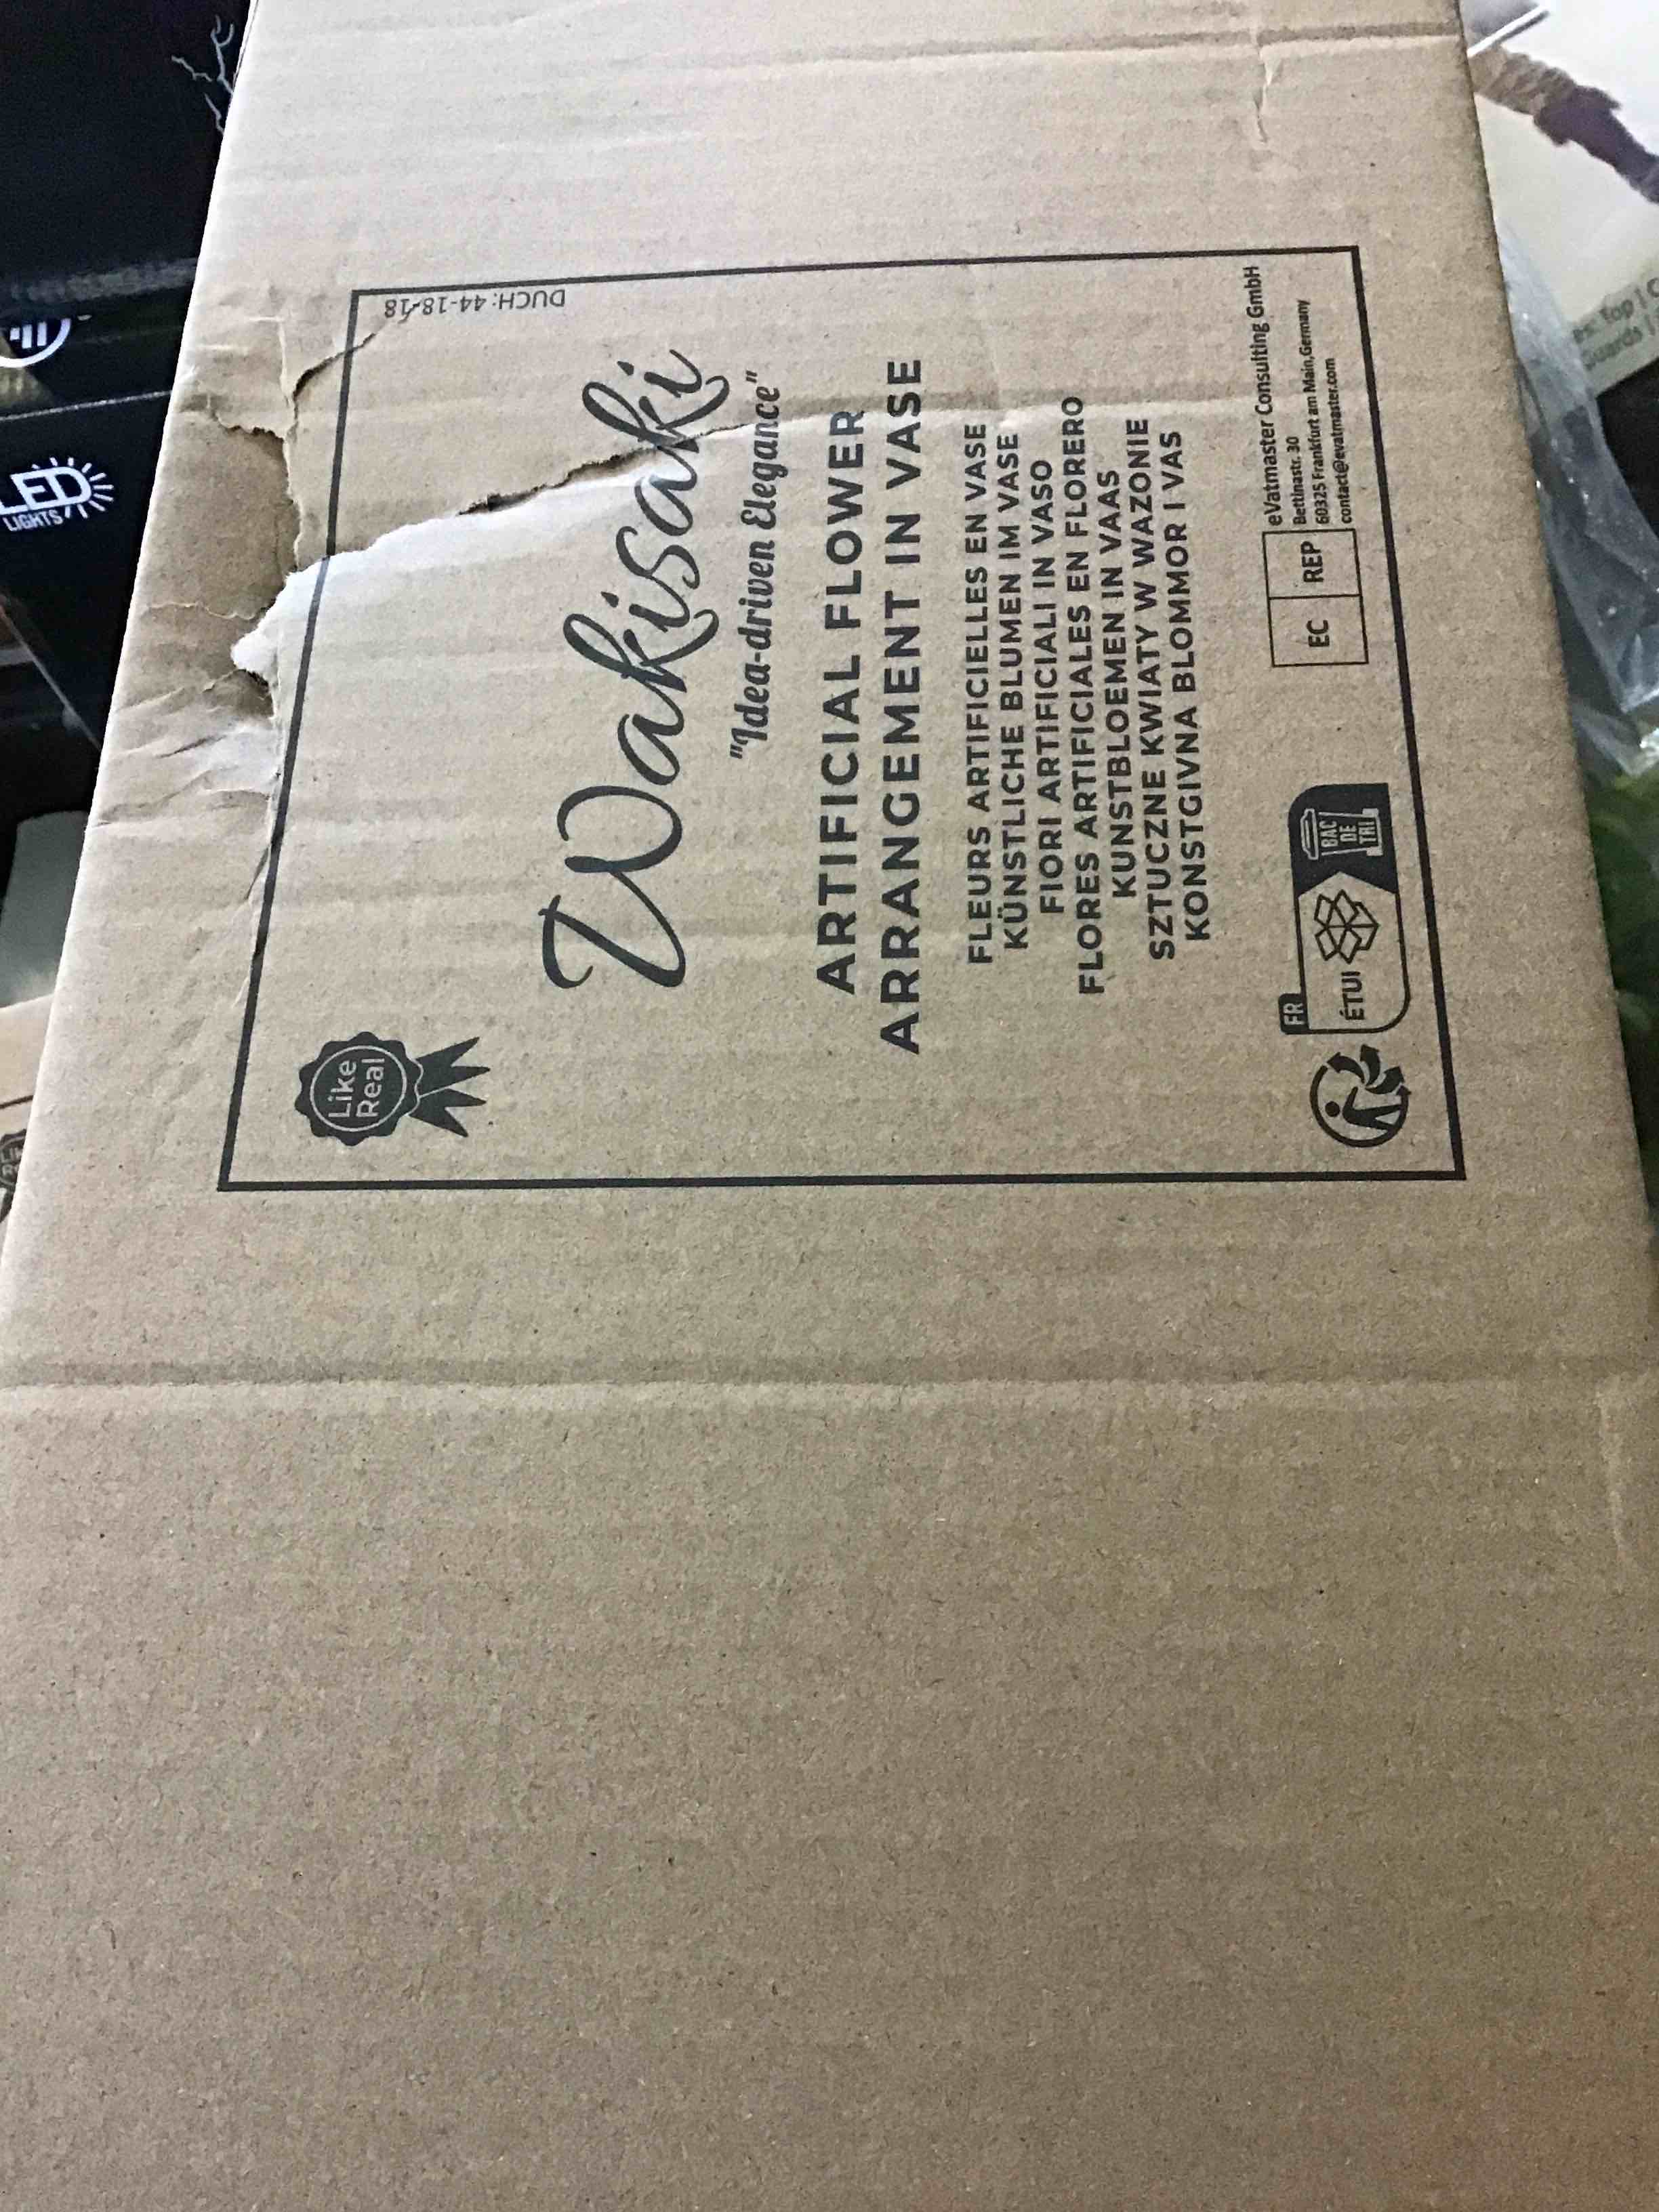 Like
Real
DUCH: 44-18-18
Wakisaki
"Idea-driven Elegance"
ARTIFICIAL FLOWER
ARRANGEMENT IN VASE
FLEURS ARTIFICIELLES EN VASE
KÜNSTLICHE BLUMEN IM VASE
FIORI ARTIFICIALI IN VASO
FLORES ARTIFICIALES EN FLORERO
KUNSTBLOEMEN IN VAAS
SZTUCZNE KWIATY W WAZONIE
KONSTGIVNA BLOMMOR I VAS
FR
ÉTUI
BAC
DE
TRI
EC REP
eVatmaster Consulting GmbH
Bettinastr. 30
60325 Frankfurt am Main,Germany
contact@evatmaster.com
LED
LIGHTS
Top | C